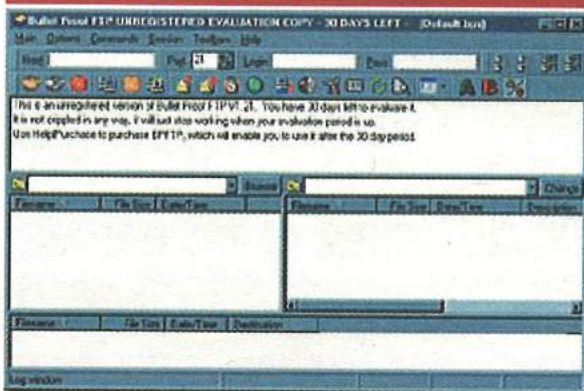 Bullet Proof FTP UNREGISTERED EVALUATION COPY - 30 DAYS LEFT - (Default.bps)
Main Options Commands Session Toolbars Help
Host Port 21 Login Pass
This is an unregistered version of Bullet Proof FTP V1.21. You have 30 days left to evaluate it.
It is not crippled in any way, it will just stop working when your evaluation period is up.
Use Help/Purchase to purchase BPFTP, which will enable you to use it after the 30 day period.
Browse Change
Filename File Size Date/Time Filename File Size Date/Time Description
Filename File Size Date/Time Destination
Log window